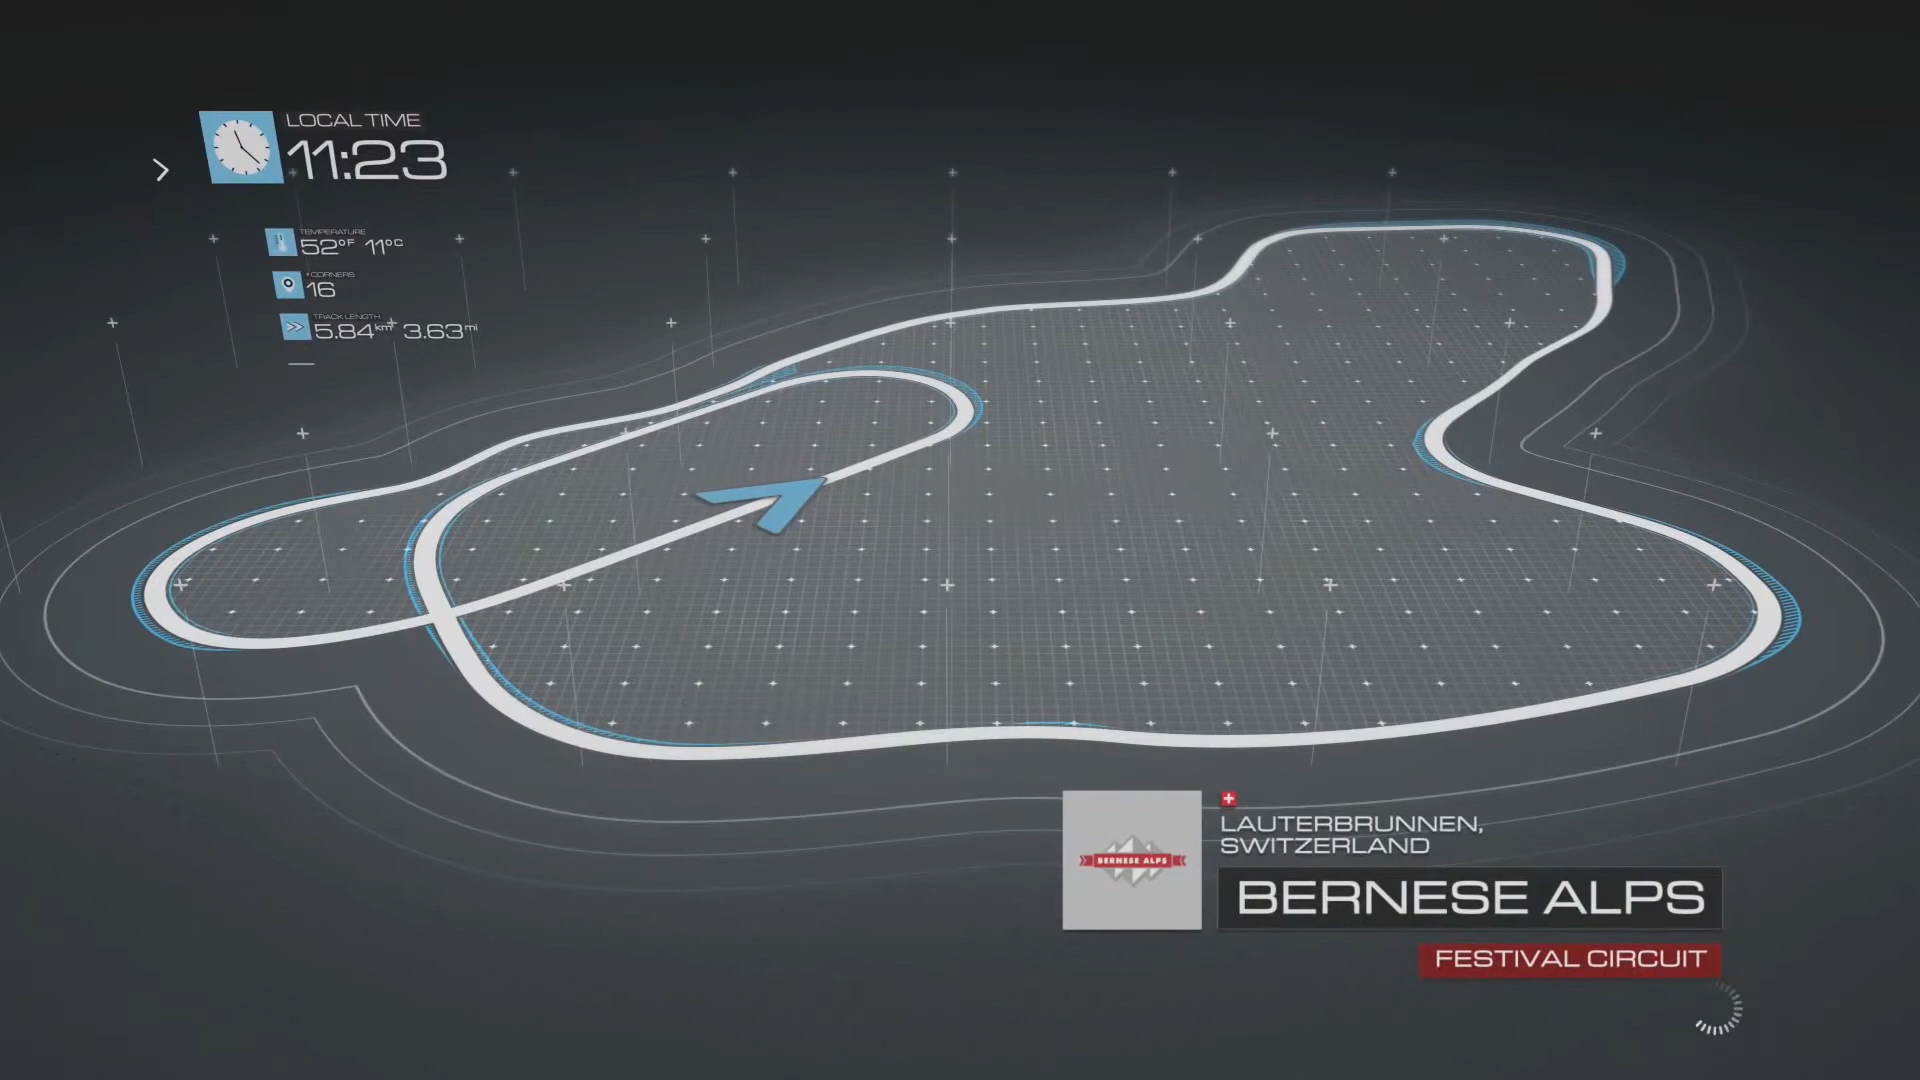 LOCAL TIME
11:23
TEMPERATURE
52°F 11°C
CORNERS
16
TRACK LENGTH
5.84km 3.63mi
BERNESE ALPS
LAUTERBRUNNEN,
SWITZERLAND
BERNESE ALPS
FESTIVAL CIRCUIT